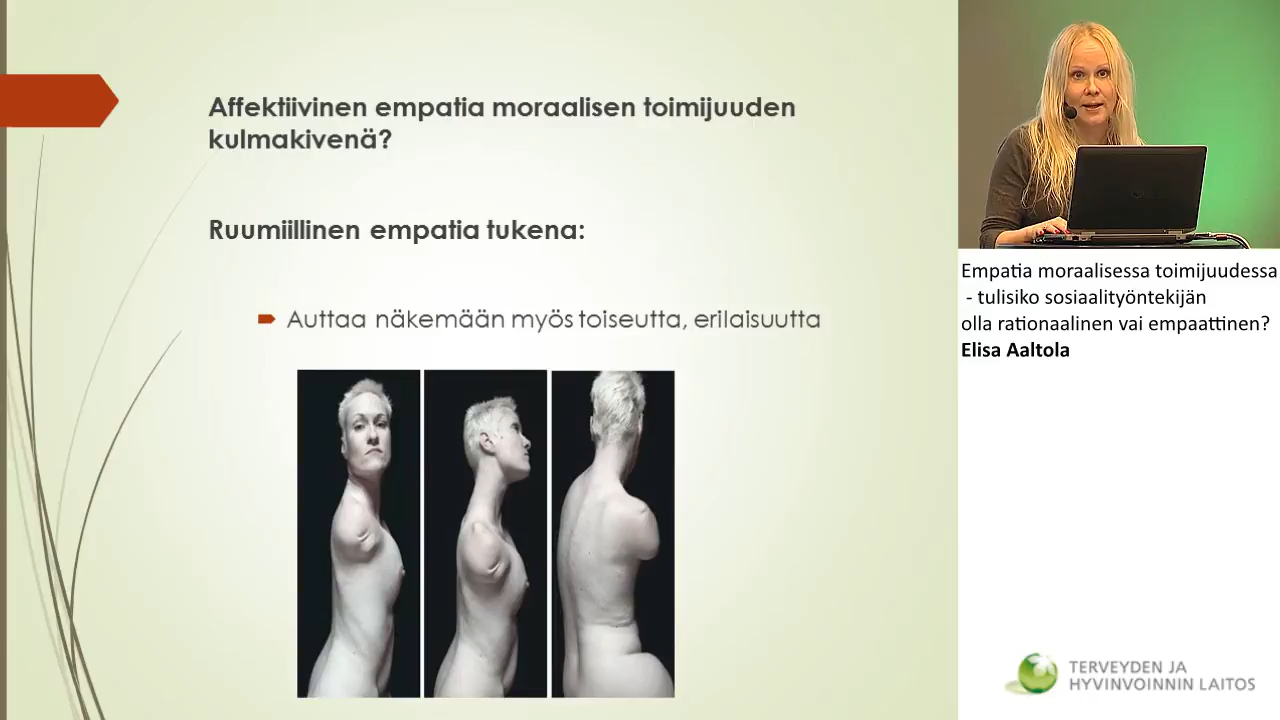 Affektiivinen empatia moraalisen toimijuuden
kulmakivenä?
Ruumiillinen empatia tukena:
Auttaa näkemään myös toiseutta, erilaisuutta
Empatia moraalisessa toimijuudessa
- tulisiko sosiaalityöntekijän
olla rationaalinen vai empaattinen?
Elisa Aaltola
TERVEYDEN JA
HYVINVOINNIN LAITOS